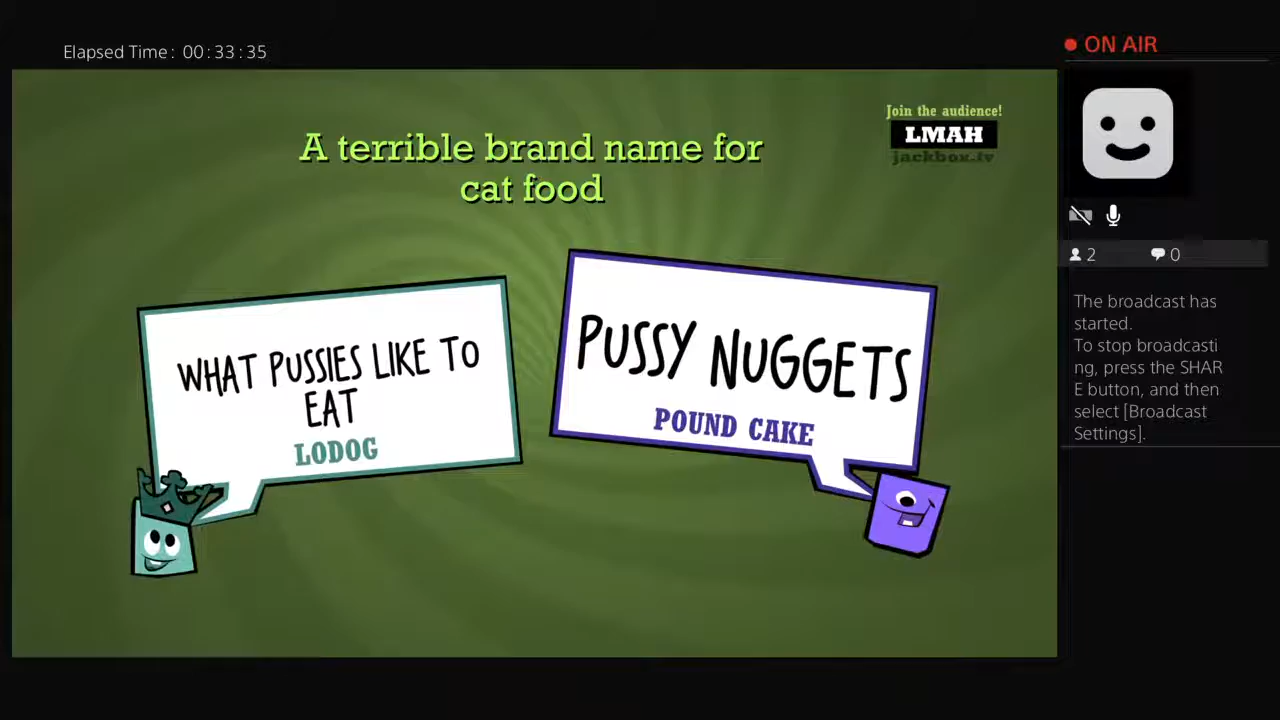 Elapsed Time: 00:33:35
ON AIR
Join the audience!
LMAH
jackbox.tv
A terrible brand name for
cat food
WHAT PUSSIES LIKE TO
EAT
LODOG
PUSSY NUGGETS
POUND CAKE
2
0
The broadcast has
started.
To stop broadcasti
ng, press the SHAR
E button, and then
select [Broadcast
Settings].